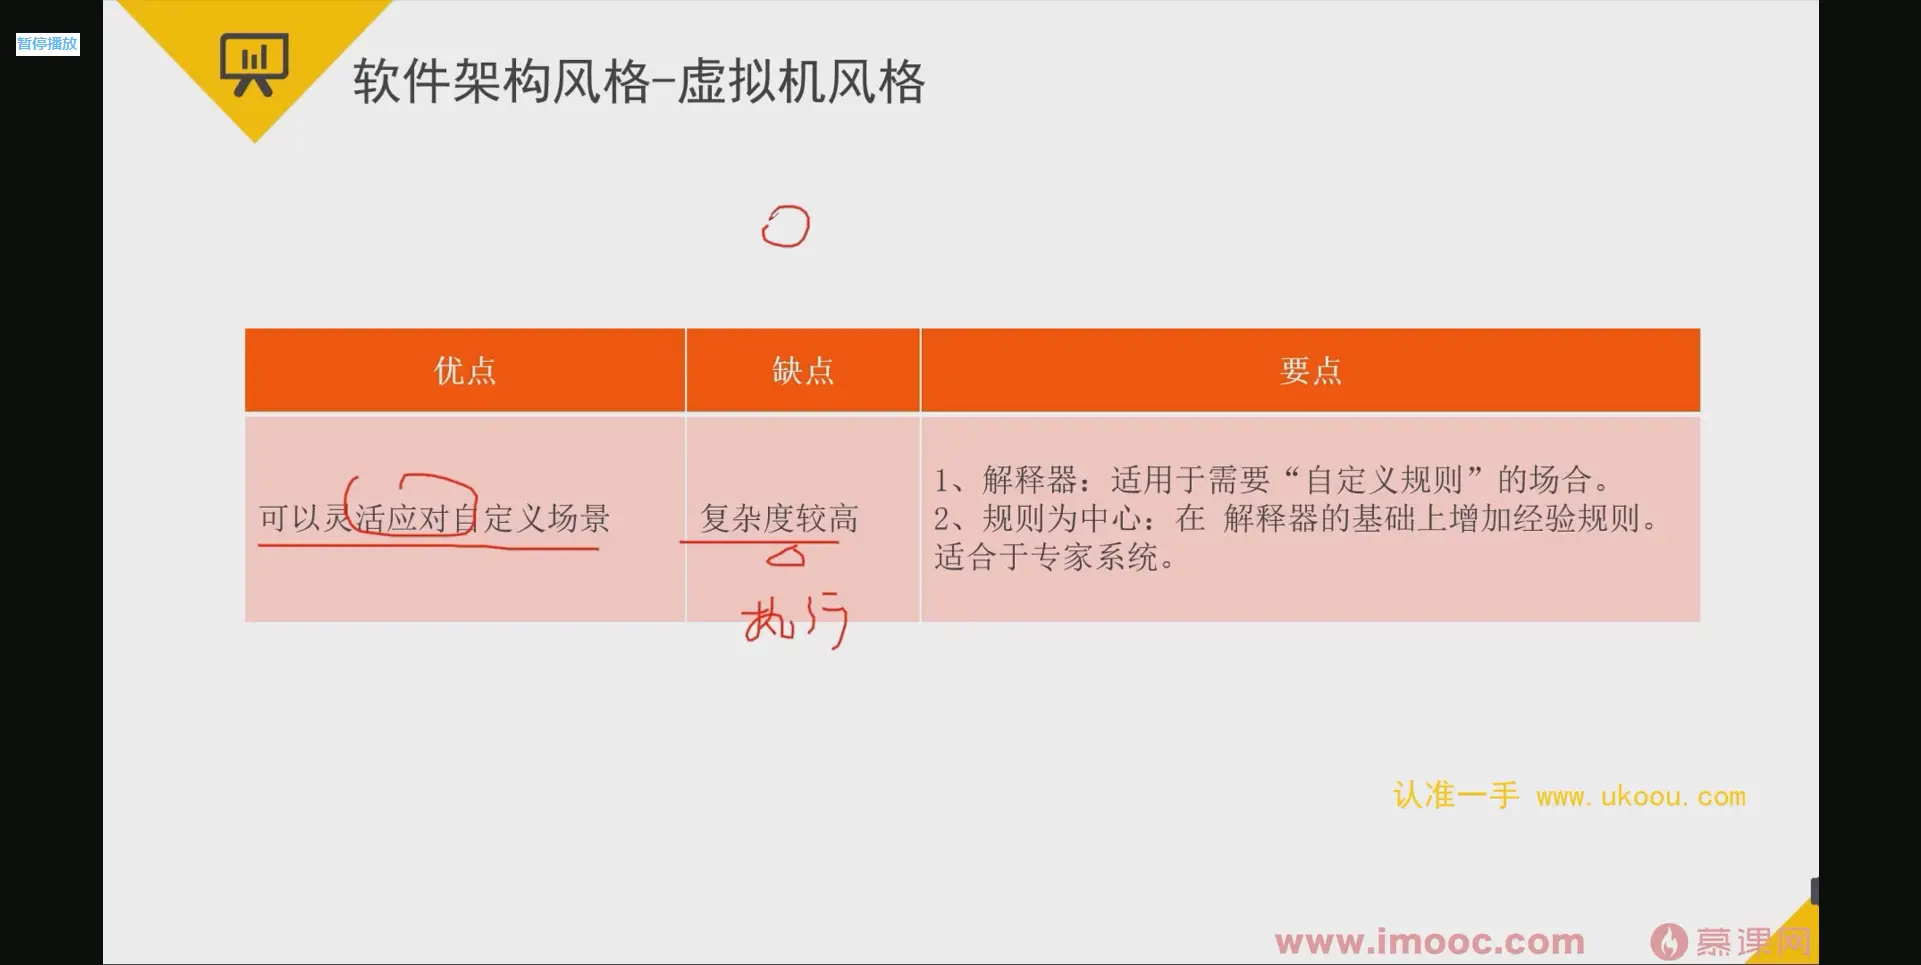 暂停播放
软件架构风格-虚拟机风格
优点
缺点
要点
可以灵活应对自定义场景
复杂度较高
执行
1、解释器：适用于需要“自定义规则”的场合。
2、规则为中心：在 解释器的基础上增加经验规则。
适合于专家系统。
认准一手 www.ukoou.com
www.imooc.com
慕课网